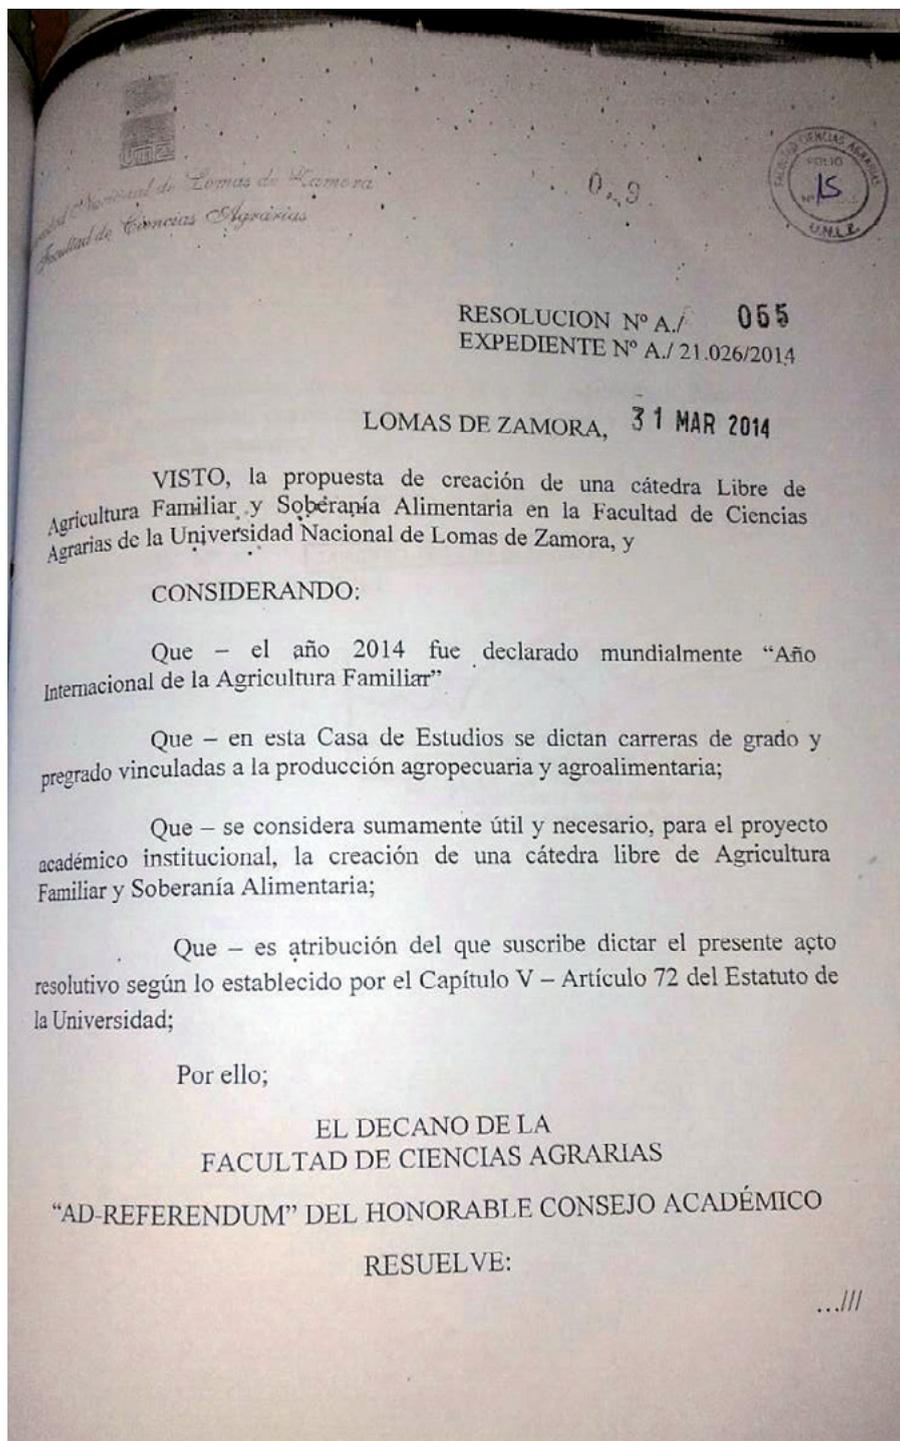 UNLZ
Nacional de Lomas de Zamora
Facultad de Ciencias Agrarias
FACULTAD CIENCIAS AGRARIAS
FOLIO
Nº 15
U.N.L.Z.
RESOLUCION Nº A./ 055
EXPEDIENTE Nº A./ 21.026/2014
LOMAS DE ZAMORA, 31 MAR 2014
VISTO, la propuesta de creación de una cátedra Libre de
Agricultura Familiar y Soberanía Alimentaria en la Facultad de Ciencias
Agrarias de la Universidad Nacional de Lomas de Zamora, y
CONSIDERANDO:
Que – el año 2014 fue declarado mundialmente “Año
Internacional de la Agricultura Familiar”
Que – en esta Casa de Estudios se dictan carreras de grado y
pregrado vinculadas a la producción agropecuaria y agroalimentaria;
Que – se considera sumamente útil y necesario, para el proyecto
académico institucional, la creación de una cátedra libre de Agricultura
Familiar y Soberanía Alimentaria;
Que – es atribución del que suscribe dictar el presente acto
resolutivo según lo establecido por el Capítulo V – Artículo 72 del Estatuto de
la Universidad;
Por ello;
EL DECANO DE LA
FACULTAD DE CIENCIAS AGRARIAS
“AD-REFERENDUM” DEL HONORABLE CONSEJO ACADÉMICO
RESUELVE:
...///